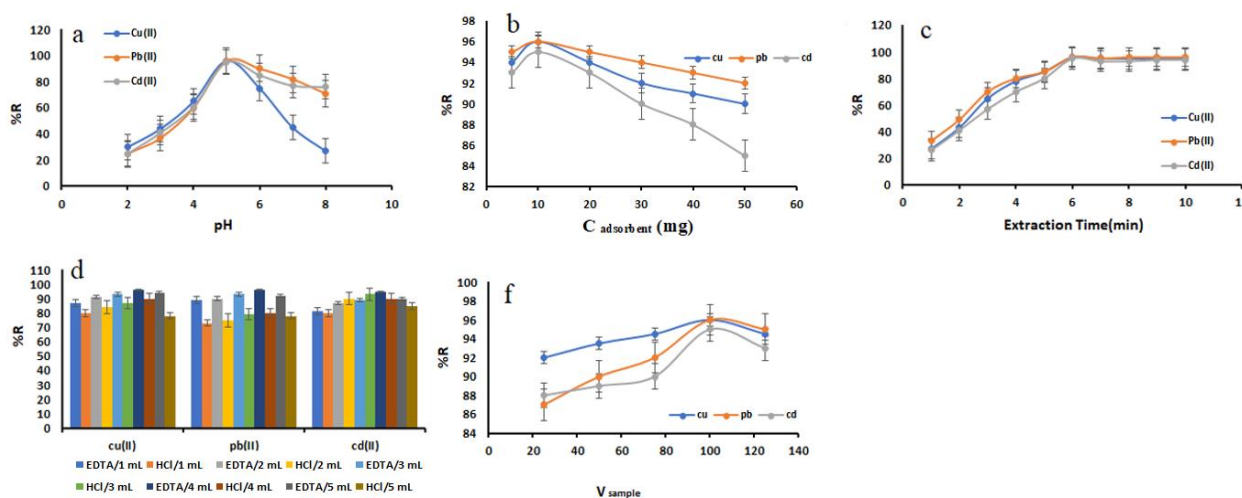 a
Cu(II)
Pb(II)
Cd(II)
%R
120
100
80
60
40
20
0
0 2 4 6 8 10
pH
b
cu pb cd
%R
98
96
94
92
90
88
86
84
82
0 10 20 30 40 50 60
C adsorbent (mg)
c
%R
120
100
80
60
40
20
0
0 2 4 6 8 10
Cu(II)
Pb(II)
Cd(II)
Extraction Time(min)
d
%R
110
100
90
80
70
60
50
40
30
20
10
0
cu(II) pb(II) cd(II)
EDTA/1 mL HCl/1 mL EDTA/2 mL HCl/2 mL EDTA/3 mL
HCl/3 mL EDTA/4 mL HCl/4 mL EDTA/5 mL HCl/5 mL
f
%R
100
98
96
94
92
90
88
86
84
cu pb cd
0 20 40 60 80 100 120 140
V sample